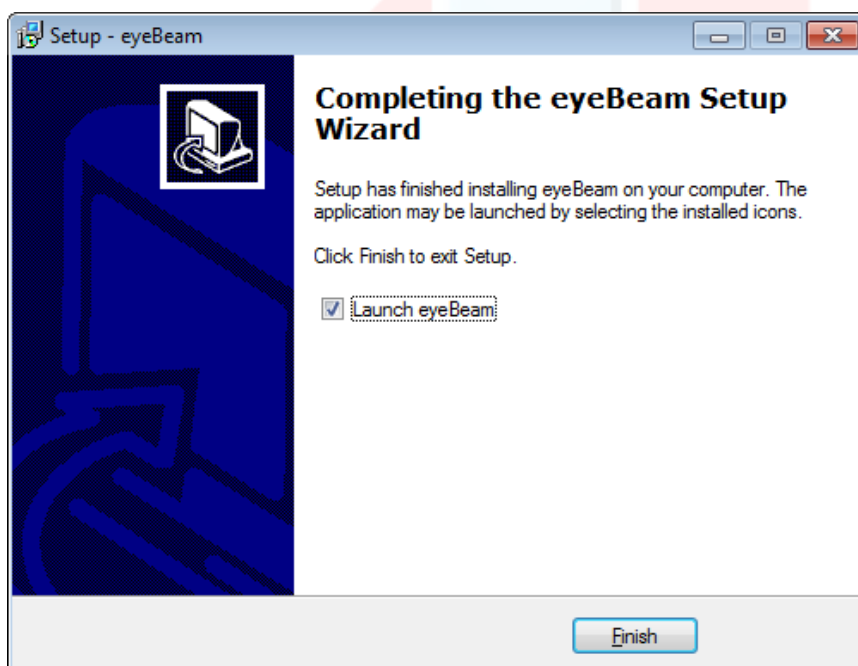 Setup - eyeBeam
Completing the eyeBeam Setup
Wizard
Setup has finished installing eyeBeam on your computer. The
application may be launched by selecting the installed icons.
Click Finish to exit Setup.
Launch eyeBeam
Finish